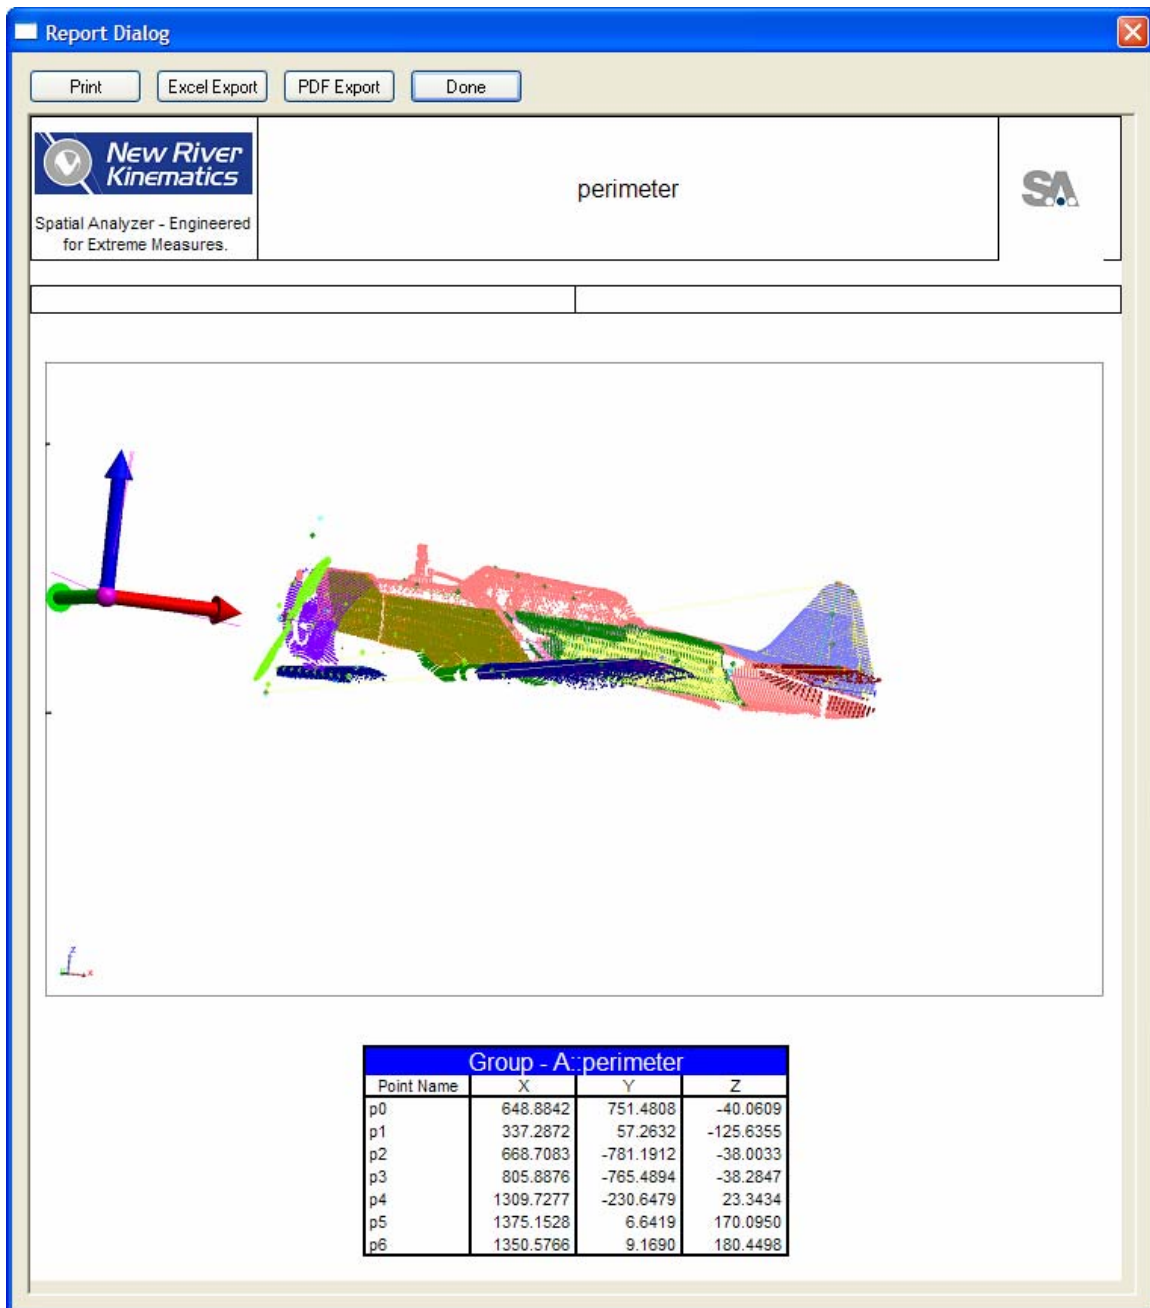 Report Dialog
Print Excel Export PDF Export Done
New River
Kinematics
Spatial Analyzer - Engineered
for Extreme Measures.
perimeter
SA
Z
X
Group - A::perimeter
Point Name X Y Z
p0 648.8842 751.4808 -40.0609
p1 337.2872 57.2632 -125.6355
p2 668.7083 -781.1912 -38.0033
p3 805.8876 -765.4894 -38.2847
p4 1309.7277 -230.6479 23.3434
p5 1375.1528 6.6419 170.0950
p6 1350.5766 9.1690 180.4498